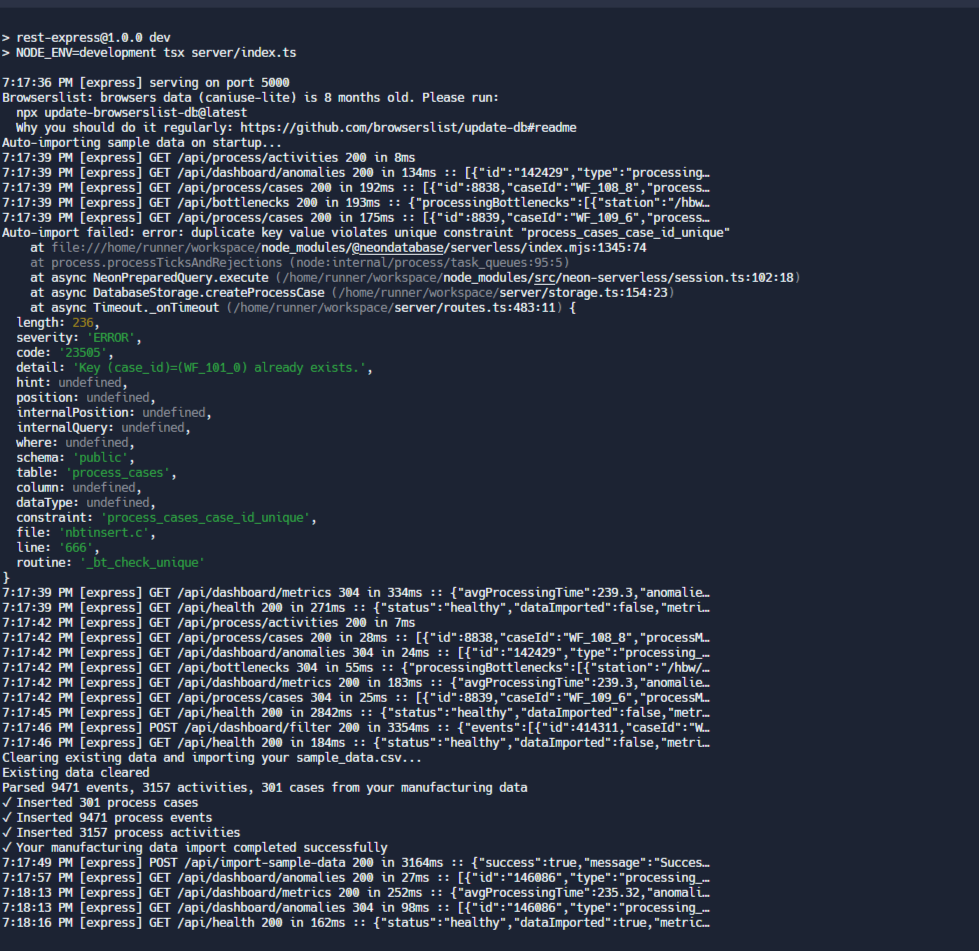 > rest-express@1.0.0 dev
> NODE_ENV=development tsx server/index.ts
7:17:36 PM [express] serving on port 5000
Browserslist: browsers data (caniuse-lite) is 8 months old. Please run:
  npx update-browserslist-db@latest
  Why you should do it regularly: https://github.com/browserslist/update-db#readme
Auto-importing sample data on startup...
7:17:39 PM [express] GET /api/process/activities 200 in 8ms
7:17:39 PM [express] GET /api/dashboard/anomalies 200 in 134ms :: [{"id":"142429","type":"processing…
7:17:39 PM [express] GET /api/process/cases 200 in 192ms :: [{"id":8838,"caseId":"WF_108_8","process…
7:17:39 PM [express] GET /api/bottlenecks 200 in 193ms :: {"processingBottlenecks":[{"station":"/hbw…
7:17:39 PM [express] GET /api/process/cases 200 in 175ms :: [{"id":8839,"caseId":"WF_109_6","process…
Auto-import failed: error: duplicate key value violates unique constraint "process_cases_case_id_unique"
    at file:///home/runner/workspace/node_modules/@neondatabase/serverless/index.mjs:1345:74
    at process.processTicksAndRejections (node:internal/process/task_queues:95:5)
    at async NeonPreparedQuery.execute (/home/runner/workspace/node_modules/src/neon-serverless/session.ts:102:18)
    at async DatabaseStorage.createProcessCase (/home/runner/workspace/server/storage.ts:154:23)
    at async Timeout._onTimeout (/home/runner/workspace/server/routes.ts:483:11) {
  length: 236,
  severity: 'ERROR',
  code: '23505',
  detail: 'Key (case_id)=(WF_101_0) already exists.',
  hint: undefined,
  position: undefined,
  internalPosition: undefined,
  internalQuery: undefined,
  where: undefined,
  schema: 'public',
  table: 'process_cases',
  column: undefined,
  dataType: undefined,
  constraint: 'process_cases_case_id_unique',
  file: 'nbtinsert.c',
  line: '666',
  routine: '_bt_check_unique'
}
7:17:39 PM [express] GET /api/dashboard/metrics 304 in 334ms :: {"avgProcessingTime":239.3,"anomalie…
7:17:39 PM [express] GET /api/health 200 in 271ms :: {"status":"healthy","dataImported":false,"metri…
7:17:42 PM [express] GET /api/process/activities 200 in 7ms
7:17:42 PM [express] GET /api/process/cases 200 in 28ms :: [{"id":8838,"caseId":"WF_108_8","processM…
7:17:42 PM [express] GET /api/dashboard/anomalies 304 in 24ms :: [{"id":"142429","type":"processing_…
7:17:42 PM [express] GET /api/bottlenecks 304 in 55ms :: {"processingBottlenecks":[{"station":"/hbw/…
7:17:42 PM [express] GET /api/dashboard/metrics 200 in 183ms :: {"avgProcessingTime":239.3,"anomalie…
7:17:42 PM [express] GET /api/process/cases 304 in 25ms :: [{"id":8839,"caseId":"WF_109_6","processM…
7:17:45 PM [express] GET /api/health 200 in 2842ms :: {"status":"healthy","dataImported":false,"metr…
7:17:46 PM [express] POST /api/dashboard/filter 200 in 3354ms :: {"events":[{"id":414311,"caseId":"W…
7:17:46 PM [express] GET /api/health 200 in 184ms :: {"status":"healthy","dataImported":false,"metri…
Clearing existing data and importing your sample_data.csv...
Existing data cleared
Parsed 9471 events, 3157 activities, 301 cases from your manufacturing data
✓ Inserted 301 process cases
✓ Inserted 9471 process events
✓ Inserted 3157 process activities
✓ Your manufacturing data import completed successfully
7:17:49 PM [express] POST /api/import-sample-data 200 in 3164ms :: {"success":true,"message":"Succes…
7:17:57 PM [express] GET /api/dashboard/anomalies 200 in 27ms :: [{"id":"146086","type":"processing_…
7:18:13 PM [express] GET /api/dashboard/metrics 200 in 252ms :: {"avgProcessingTime":235.32,"anomali…
7:18:13 PM [express] GET /api/dashboard/anomalies 304 in 98ms :: [{"id":"146086","type":"processing_…
7:18:16 PM [express] GET /api/health 200 in 162ms :: {"status":"healthy","dataImported":true,"metric…